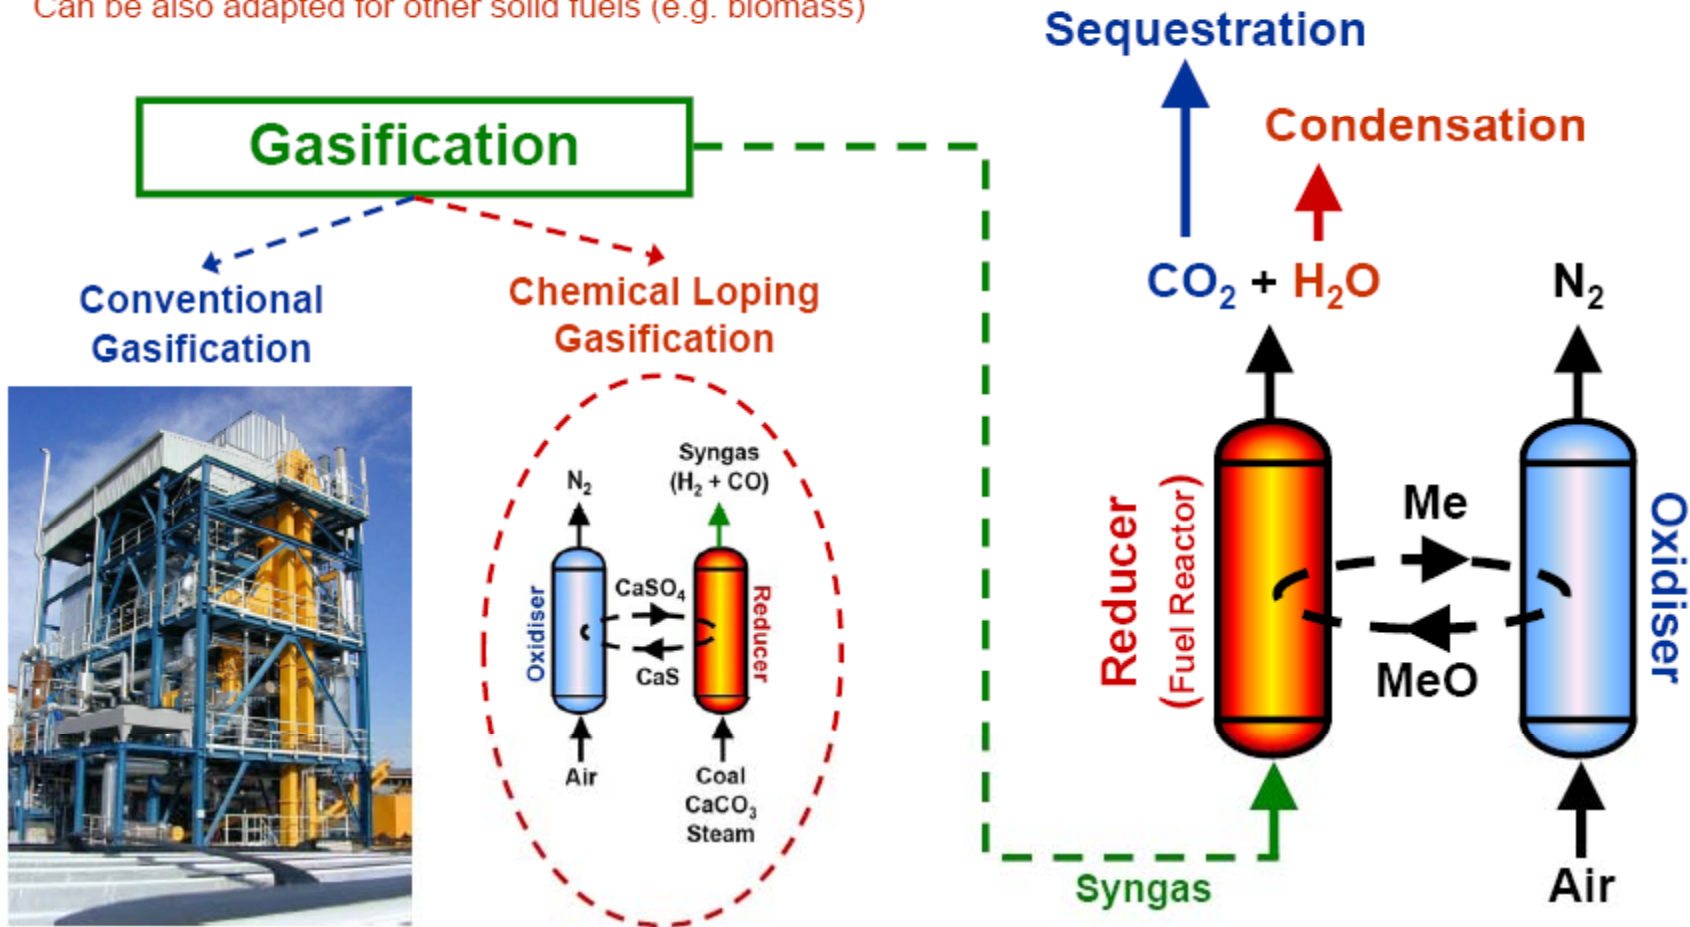 Can be also adapted for other solid fuels (e.g. biomass)
Gasification
Conventional
Gasification
Chemical Loping
Gasification
N₂
Syngas
(H₂ + CO)
Oxidiser
CaSO₄
CaS
Reducer
Air
Coal
CaCO₃
Steam
Sequestration
Condensation
CO₂ + H₂O
N₂
Reducer
(Fuel Reactor)
Me
MeO
Oxidiser
Syngas
Air